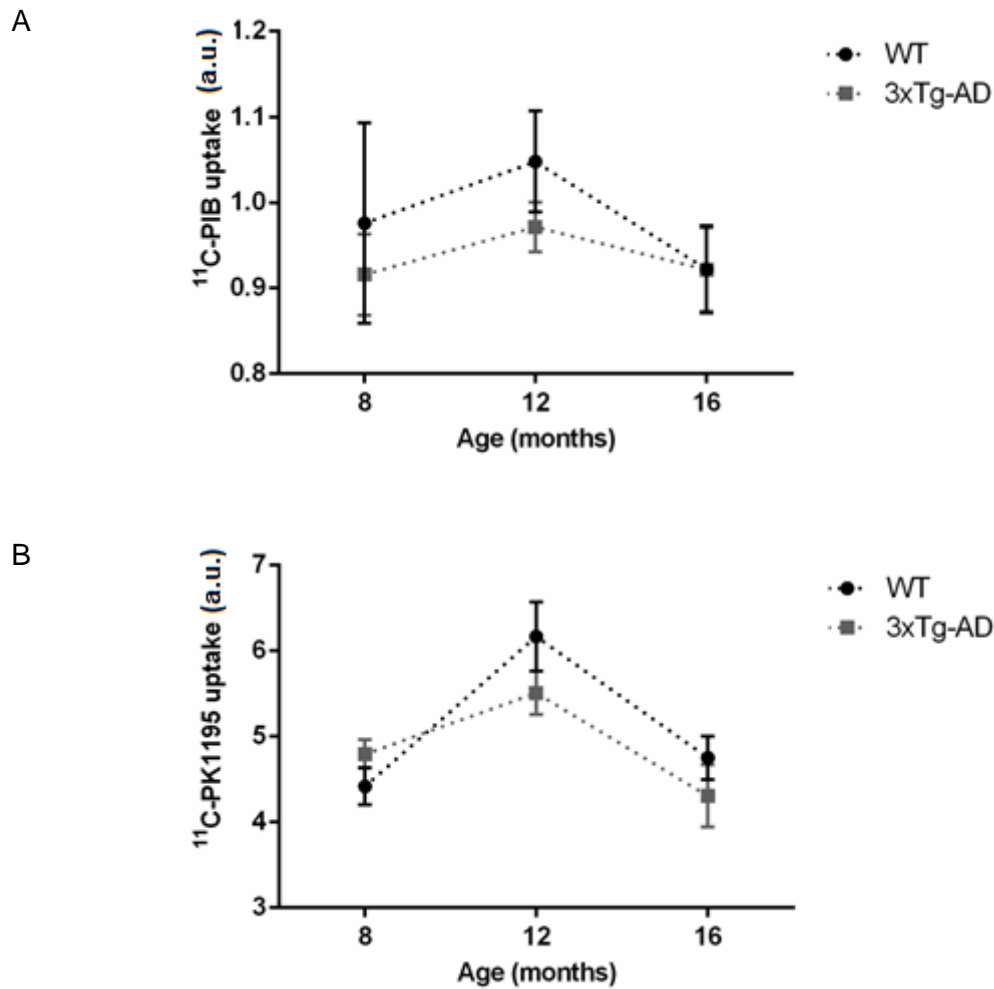 A
¹¹C-PIB uptake (a.u.)
1.2
1.1
1.0
0.9
0.8
8
12
16
Age (months)
WT
3xTg-AD
B
¹¹C-PK1195 uptake (a.u.)
7
6
5
4
3
8
12
16
Age (months)
WT
3xTg-AD